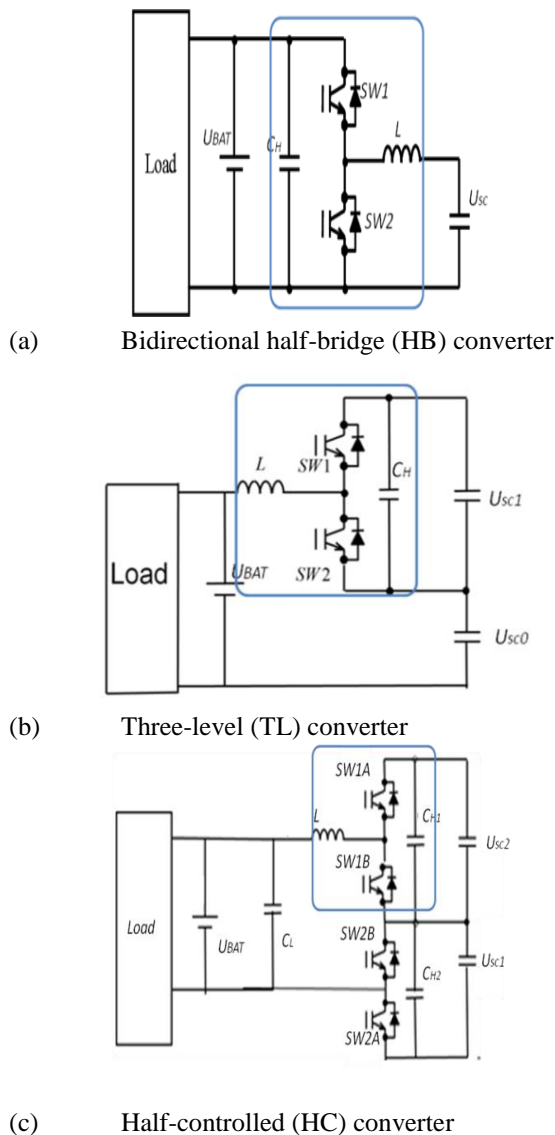 SW1
L
UBAT
CH
Load
Usc
SW2
(a) Bidirectional half-bridge (HB) converter
L
SW1
CH
Usc1
Load
UBAT
SW2
Usc0
(b) Three-level (TL) converter
SW1A
L
CH1
Usc2
SW1B
Load
UBAT
CL
SW2B
CH2
Usc1
SW2A
(c) Half-controlled (HC) converter